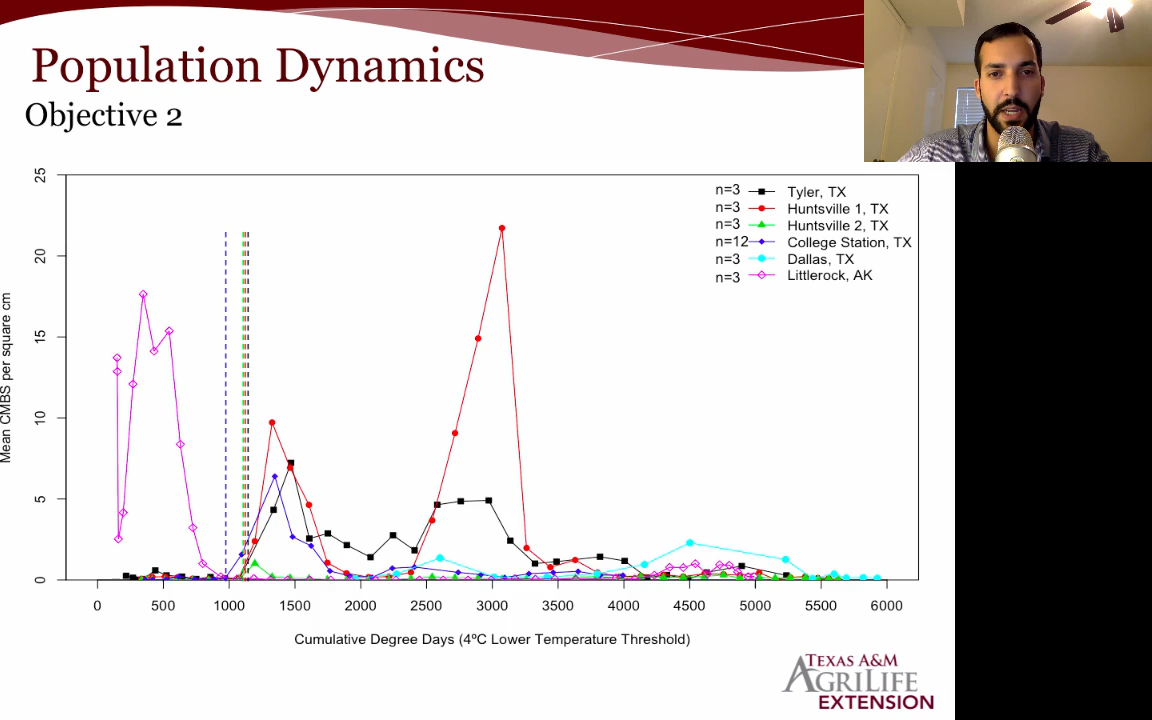 Population Dynamics
Objective 2
25
20
15
10
5
0
Mean CMBS per square cm
n=3 Tyler, TX
n=3 Huntsville 1, TX
n=3 Huntsville 2, TX
n=12 College Station, TX
n=3 Dallas, TX
n=3 Littlerock, AK
0 500 1000 1500 2000 2500 3000 3500 4000 4500 5000 5500 6000
Cumulative Degree Days (4ºC Lower Temperature Threshold)
TEXAS A&M
AGRILIFE
EXTENSION